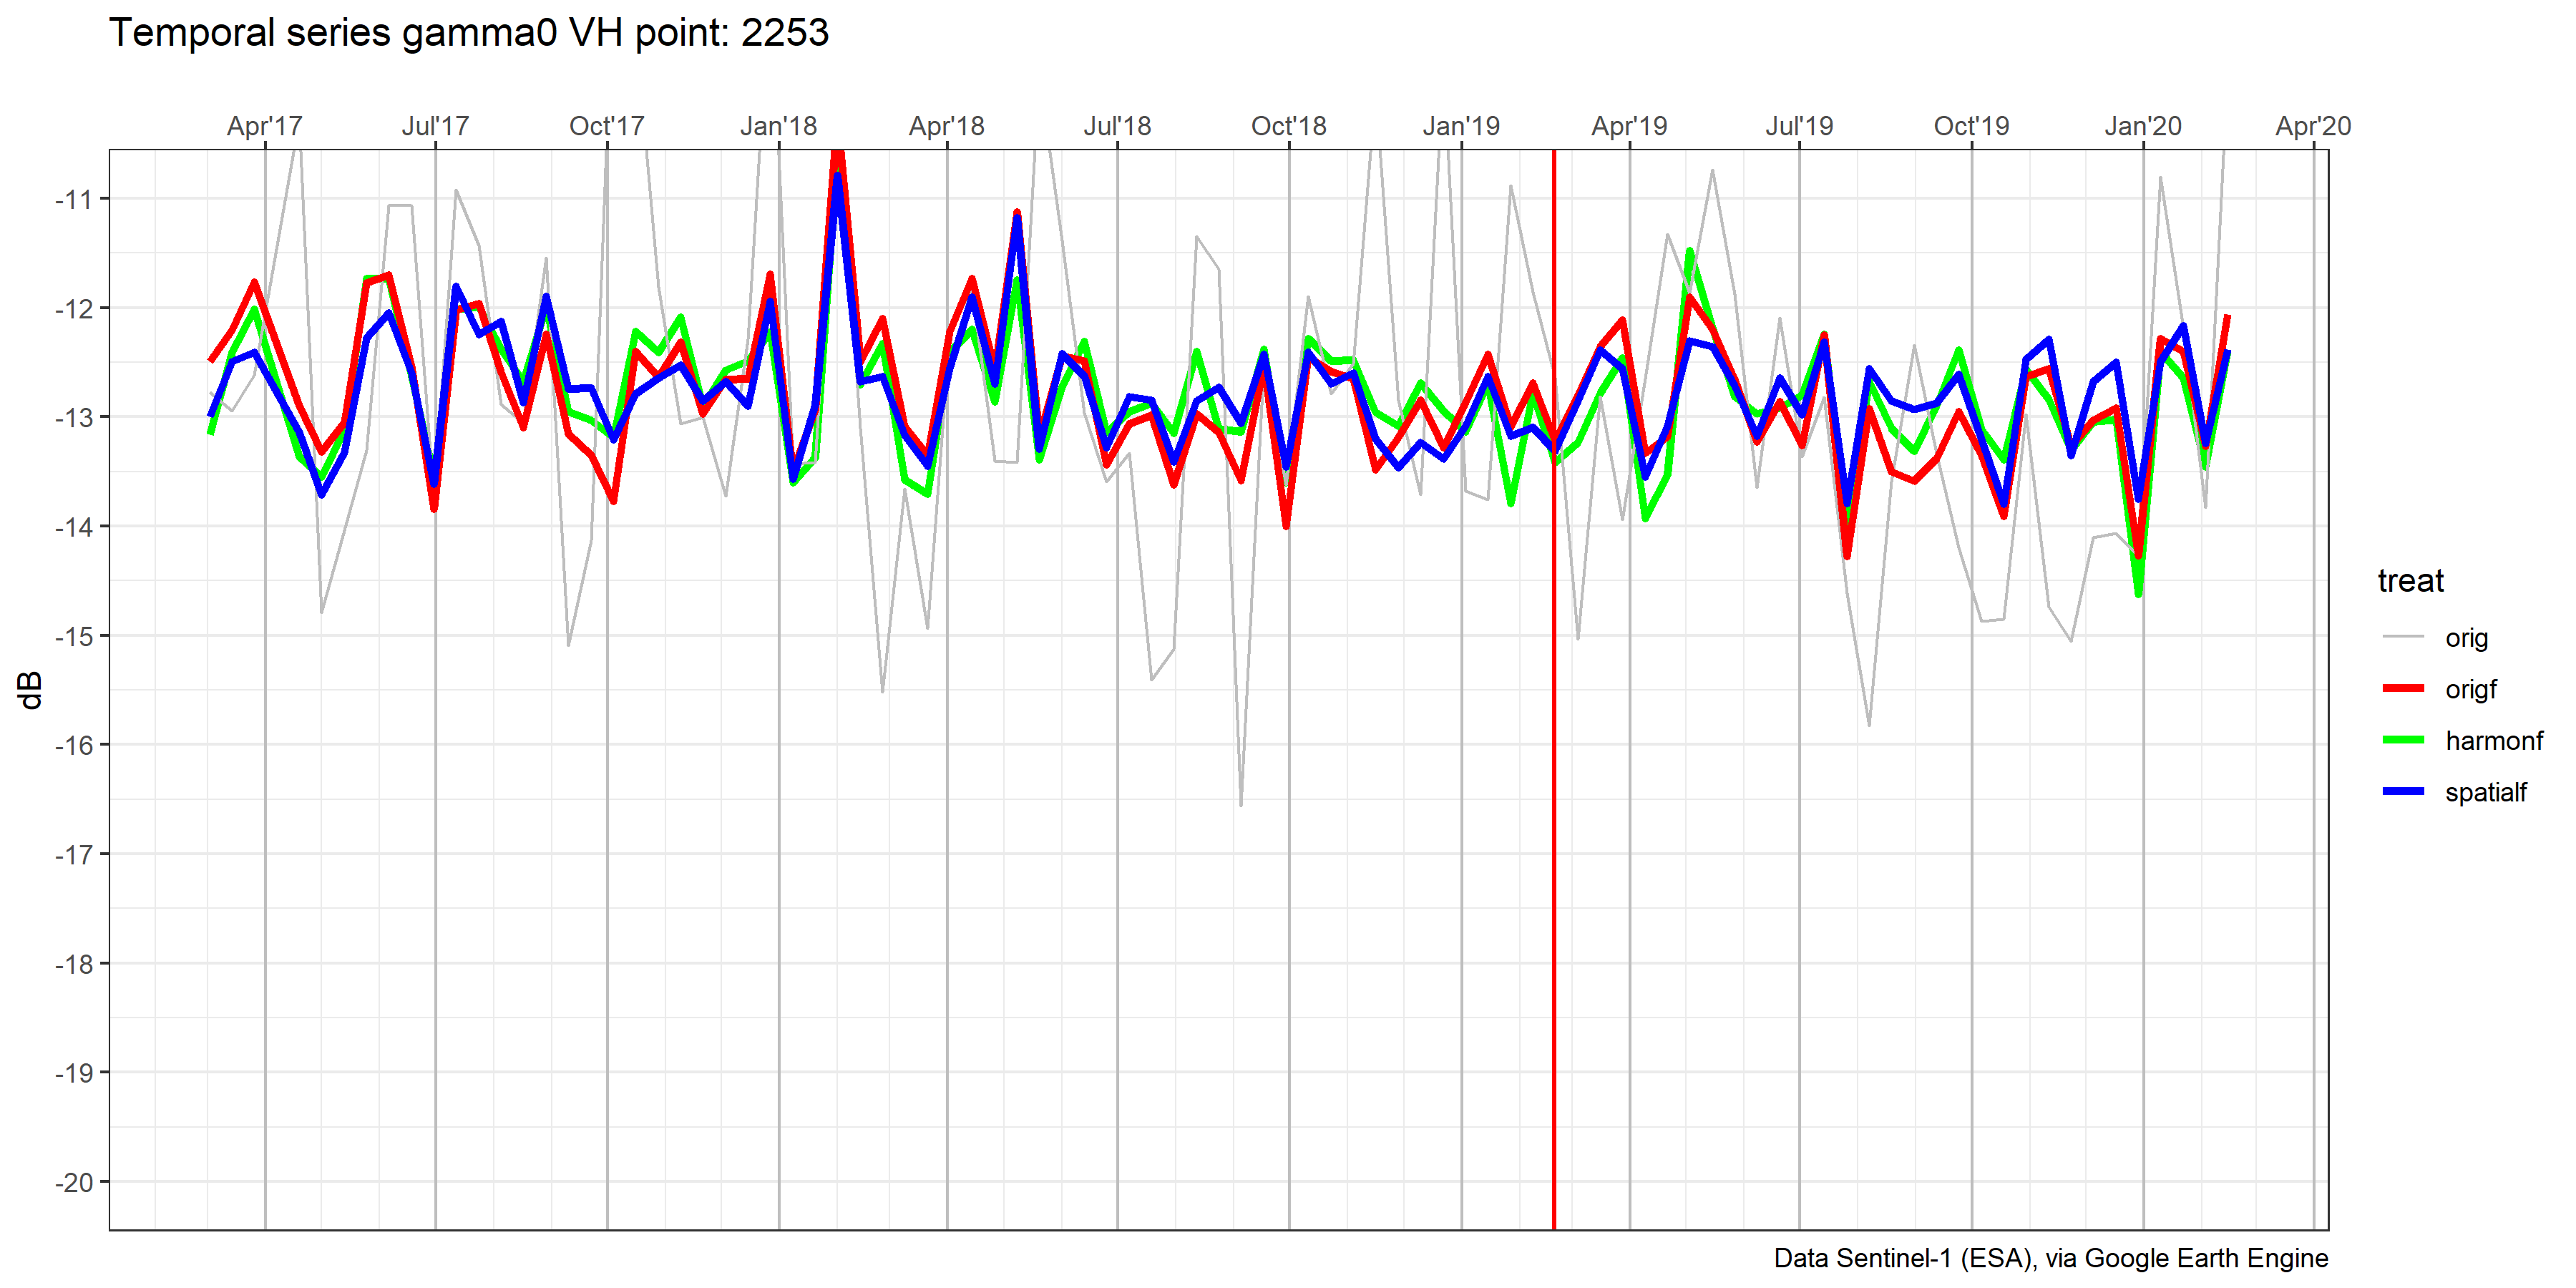 Temporal series gamma0 VH point: 2253
Apr'17 Jul'17 Oct'17 Jan'18 Apr'18 Jul'18 Oct'18 Jan'19 Apr'19 Jul'19 Oct'19 Jan'20 Apr'20
-11
-12
-13
-14
-15
-16
-17
-18
-19
-20
dB
treat
orig
origf
harmonf
spatialf
Data Sentinel-1 (ESA), via Google Earth Engine